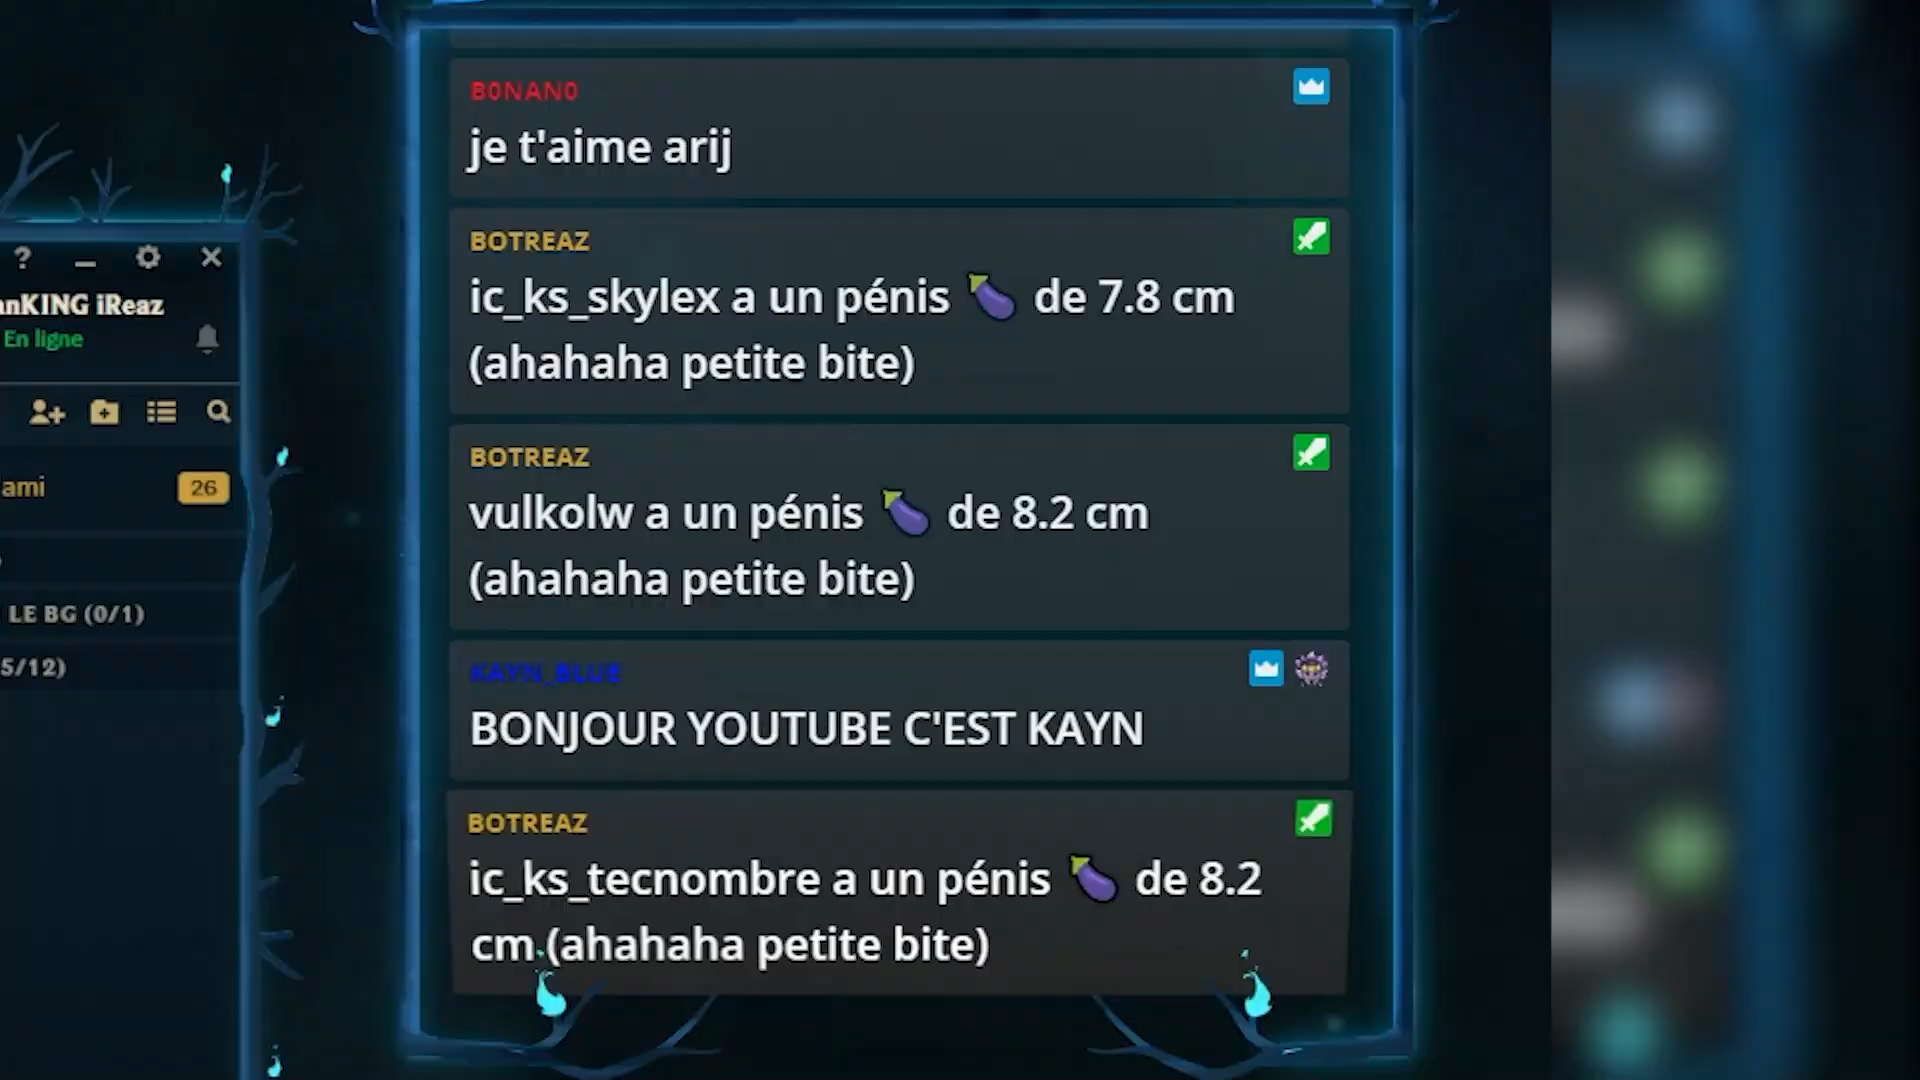 B0NAN0
je t'aime arij
BOTREAZ
ic_ks_skylex a un pénis 🍆 de 7.8 cm
(ahahaha petite bite)
BOTREAZ
vulkolw a un pénis 🍆 de 8.2 cm
(ahahaha petite bite)
KAYN_BLUE
BONJOUR YOUTUBE C'EST KAYN
BOTREAZ
ic_ks_tecnombre a un pénis 🍆 de 8.2
cm (ahahaha petite bite)
?
anKING iReaz
En ligne
ami
26
LE BG (0/1)
5/12)